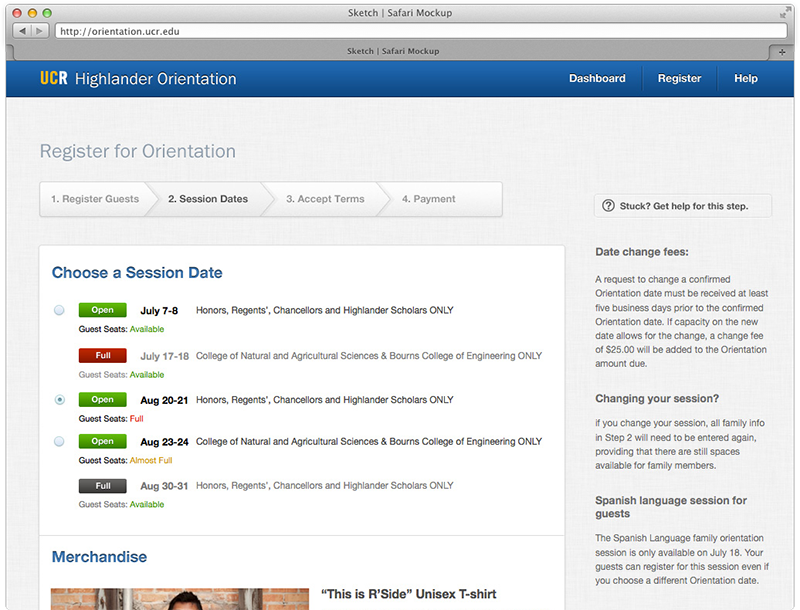 Sketch | Safari Mockup
http://orientation.ucr.edu
Sketch | Safari Mockup
UCR Highlander Orientation
Dashboard Register Help
Register for Orientation
1. Register Guests 2. Session Dates 3. Accept Terms 4. Payment
Choose a Session Date
Open July 7-8 Honors, Regents', Chancellors and Highlander Scholars ONLY
Guest Seats: Available
Full July 17-18 College of Natural and Agricultural Sciences & Bourns College of Engineering ONLY
Guest Seats: Available
Open Aug 20-21 Honors, Regents', Chancellors and Highlander Scholars ONLY
Guest Seats: Full
Open Aug 23-24 College of Natural and Agricultural Sciences & Bourns College of Engineering ONLY
Guest Seats: Almost Full
Full Aug 30-31 Honors, Regents', Chancellors and Highlander Scholars ONLY
Guest Seats: Available
Merchandise
“This is R’Side” Unisex T-shirt
? Stuck? Get help for this step.
Date change fees:
A request to change a confirmed
Orientation date must be received at least
five business days prior to the confirmed
Orientation date. If capacity on the new
date allows for the change, a change fee
of $25.00 will be added to the Orientation
amount due.
Changing your session?
if you change your session, all family info
in Step 2 will need to be entered again,
providing that there are still spaces
available for family members.
Spanish language session for
guests
The Spanish Language family orientation
session is only available on July 18. Your
guests can register for this session even if
you choose a different Orientation date.